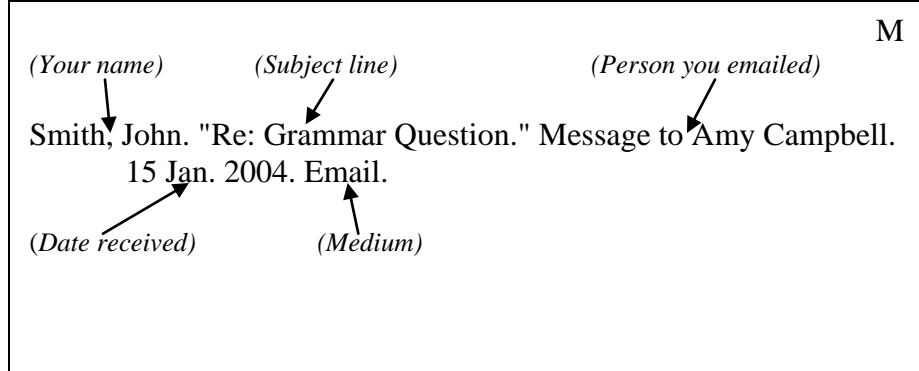 M
(Your name) (Subject line) (Person you emailed)
Smith, John. "Re: Grammar Question." Message to Amy Campbell.
15 Jan. 2004. Email.
(Date received) (Medium)